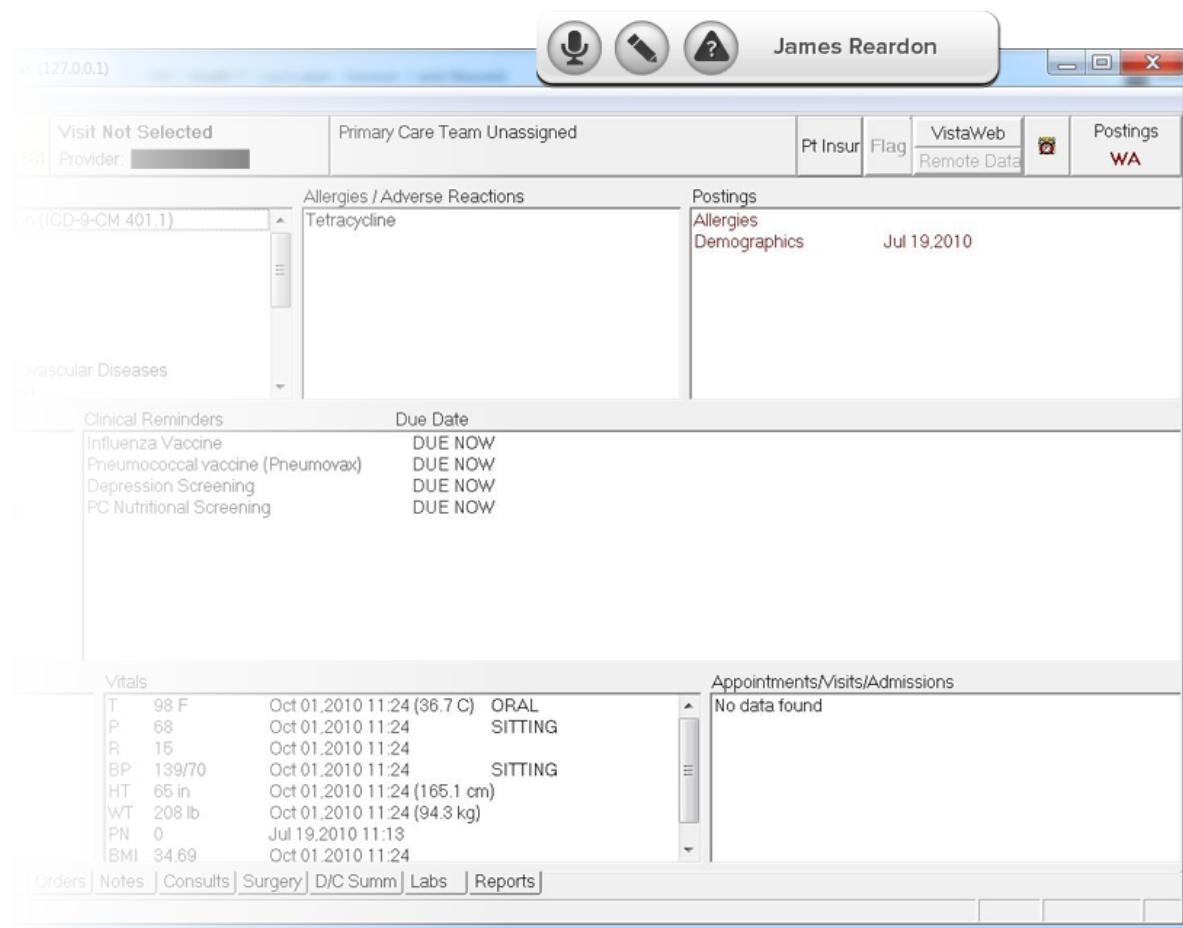 James Reardon
(127.0.0.1)
Visit Not Selected
Primary Care Team Unassigned
Pt Insur
Flag
VistaWeb
Postings
Provider:
Remote Data
WA
Allergies / Adverse Reactions
Postings
(ICD-9-CM 401.1)
Tetracycline
Allergies
Demographics Jul 19,2010
ovascular Diseases
Clinical Reminders Due Date
Influenza Vaccine DUE NOW
Pneumococcal vaccine (Pneumovax) DUE NOW
Depression Screening DUE NOW
PC Nutritional Screening DUE NOW
Vitals
T 98 F Oct 01,2010 11:24 (36.7 C) ORAL
P 68 Oct 01,2010 11:24 SITTING
R 15 Oct 01,2010 11:24
BP 139/70 Oct 01,2010 11:24 SITTING
HT 65 in Oct 01,2010 11:24 (165.1 cm)
WT 208 lb Oct 01,2010 11:24 (94.3 kg)
PN 0 Jul 19,2010 11:13
BMI 34.69 Oct 01,2010 11:24
Appointments/Visits/Admissions
No data found
Orders Notes Consults Surgery D/C Summ Labs Reports